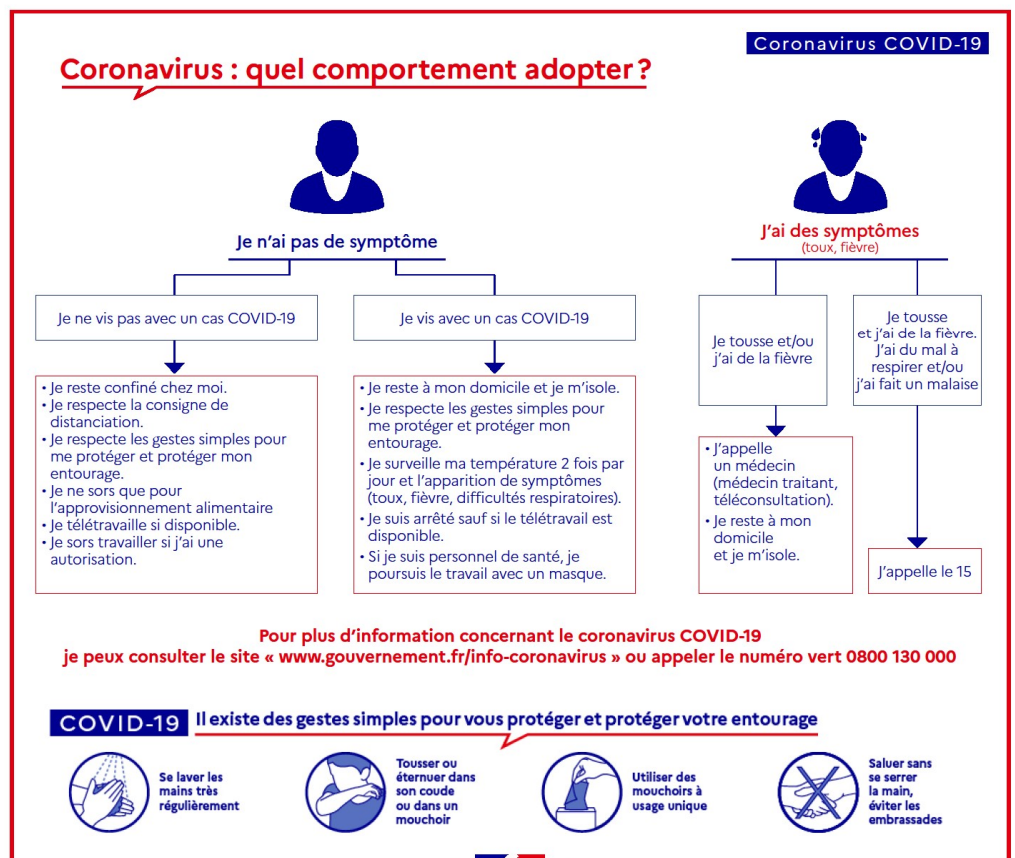 Coronavirus COVID-19
Coronavirus : quel comportement adopter ?
Je n'ai pas de symptôme
Je ne vis pas avec un cas COVID-19
• Je reste confiné chez moi.
• Je respecte la consigne de
distanciation.
• Je respecte les gestes simples pour
me protéger et protéger mon
entourage.
• Je ne sors que pour
l'approvisionnement alimentaire
• Je télétravaille si disponible.
• Je sors travailler si j'ai une
autorisation.
Je vis avec un cas COVID-19
• Je reste à mon domicile et je m'isole.
• Je respecte les gestes simples pour
me protéger et protéger mon
entourage.
• Je surveille ma température 2 fois par
jour et l'apparition de symptômes
(toux, fièvre, difficultés respiratoires).
• Je suis arrêté sauf si le télétravail est
disponible.
• Si je suis personnel de santé, je
poursuis le travail avec un masque.
J'ai des symptômes
(toux, fièvre)
Je tousse et/ou
j'ai de la fièvre
• J'appelle
un médecin
(médecin traitant,
téléconsultation).
• Je reste à mon
domicile
et je m'isole.
Je tousse
et j'ai de la fièvre.
J'ai du mal à
respirer et/ou
j'ai fait un malaise
J'appelle le 15
Pour plus d'information concernant le coronavirus COVID-19
je peux consulter le site « www.gouvernement.fr/info-coronavirus » ou appeler le numéro vert 0800 130 000
COVID-19 Il existe des gestes simples pour vous protéger et protéger votre entourage
Se laver les
mains très
régulièrement
Tousser ou
éternuer dans
son coude
ou dans un
mouchoir
Utiliser des
mouchoirs à
usage unique
Saluer sans
se serrer
la main,
éviter les
embrassades